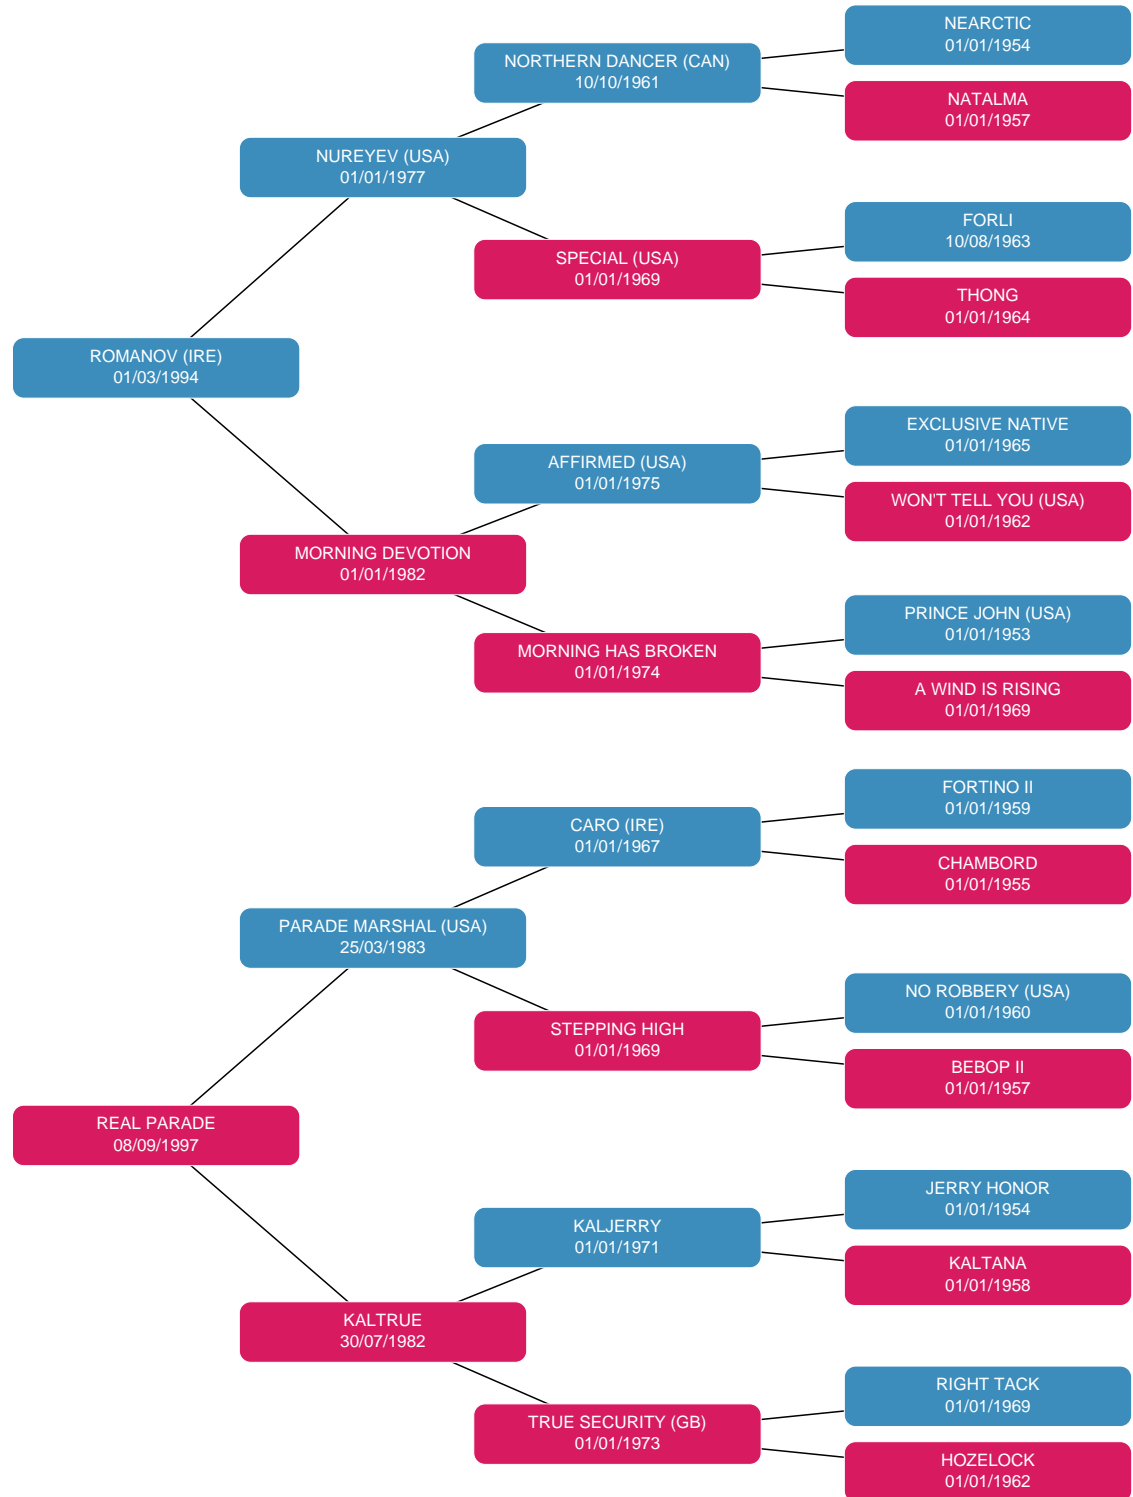 NEARCTIC
01/01/1954
NORTHERN DANCER (CAN)
10/10/1961
NATALMA
01/01/1957
NUREYEV (USA)
01/01/1977
FORLI
10/08/1963
SPECIAL (USA)
01/01/1969
THONG
01/01/1964
ROMANOV (IRE)
01/03/1994
EXCLUSIVE NATIVE
01/01/1965
AFFIRMED (USA)
01/01/1975
WON'T TELL YOU (USA)
01/01/1962
MORNING DEVOTION
01/01/1982
PRINCE JOHN (USA)
01/01/1953
MORNING HAS BROKEN
01/01/1974
A WIND IS RISING
01/01/1969
FORTINO II
01/01/1959
CARO (IRE)
01/01/1967
CHAMBORD
01/01/1955
PARADE MARSHAL (USA)
25/03/1983
NO ROBBERY (USA)
01/01/1960
STEPPING HIGH
01/01/1969
BEBOP II
01/01/1957
REAL PARADE
08/09/1997
JERRY HONOR
01/01/1954
KALJERRY
01/01/1971
KALTANA
01/01/1958
KALTRUE
30/07/1982
RIGHT TACK
01/01/1969
TRUE SECURITY (GB)
01/01/1973
HOZELOCK
01/01/1962